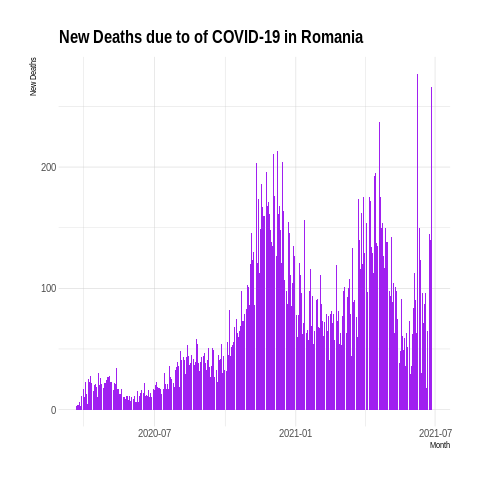 New Deaths due to of COVID-19 in Romania
New Deaths
200
100
0
2020-07
2021-01
2021-07
Month